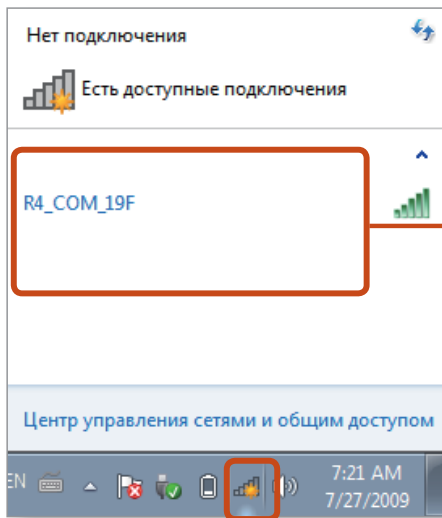 Нет подключения
Есть доступные подключения
R4_COM_19F
Центр управления сетями и общим доступом
EN
7:21 AM
7/27/2009